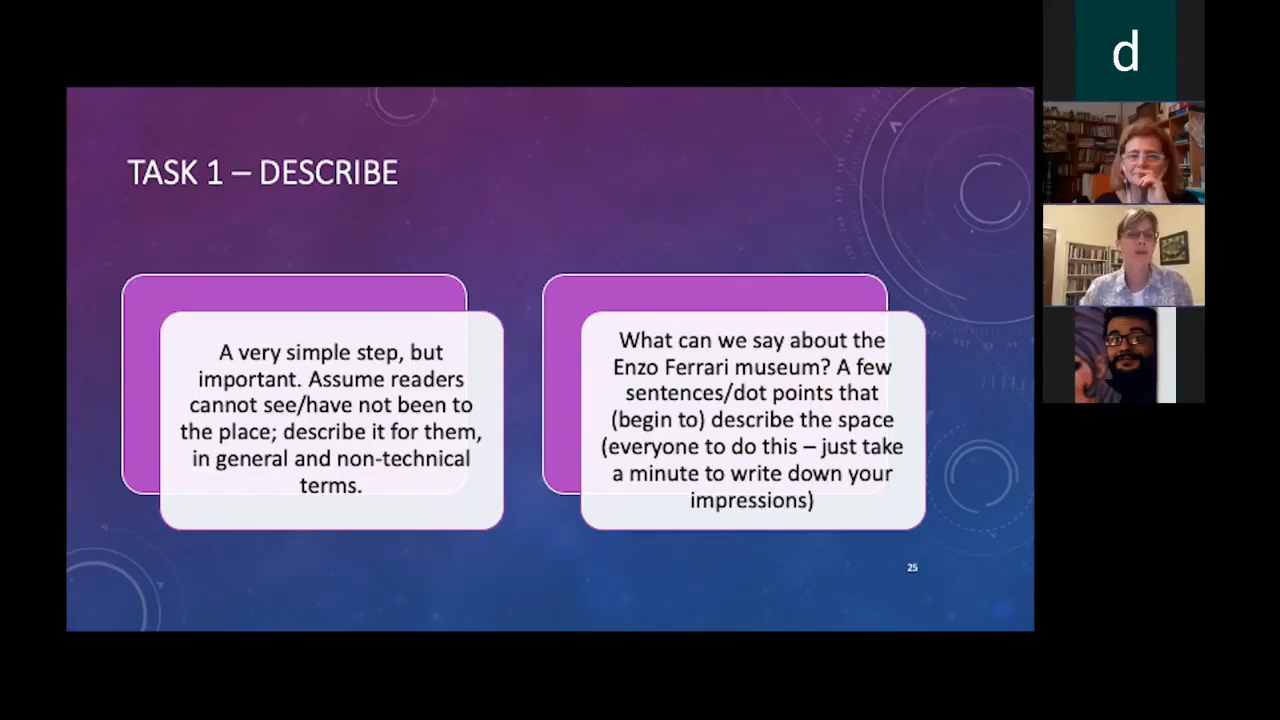 d
TASK 1 – DESCRIBE
A very simple step, but
important. Assume readers
cannot see/have not been to
the place; describe it for them,
in general and non-technical
terms.
What can we say about the
Enzo Ferrari museum? A few
sentences/dot points that
(begin to) describe the space
(everyone to do this – just take
a minute to write down your
impressions)
25